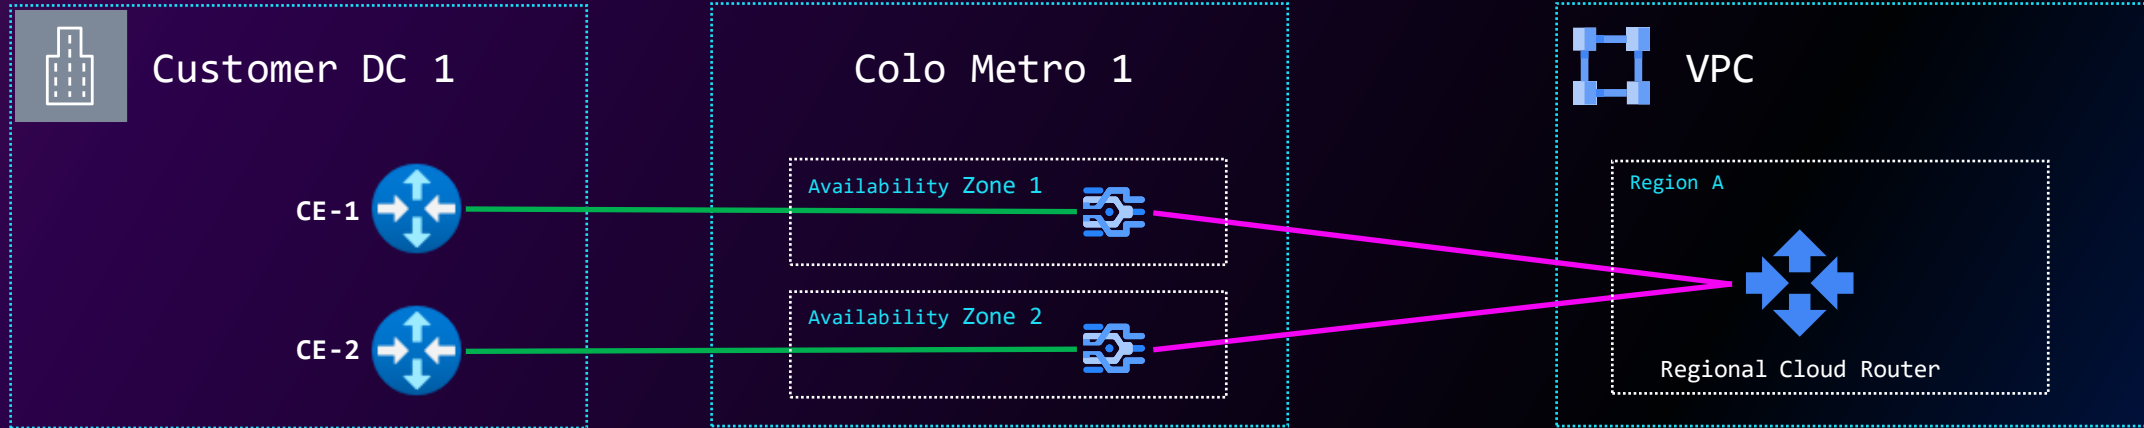 Customer DC 1
Colo Metro 1
VPC
Availability Zone 1
Region A
CE-1
Availability Zone 2
CE-2
Regional Cloud Router